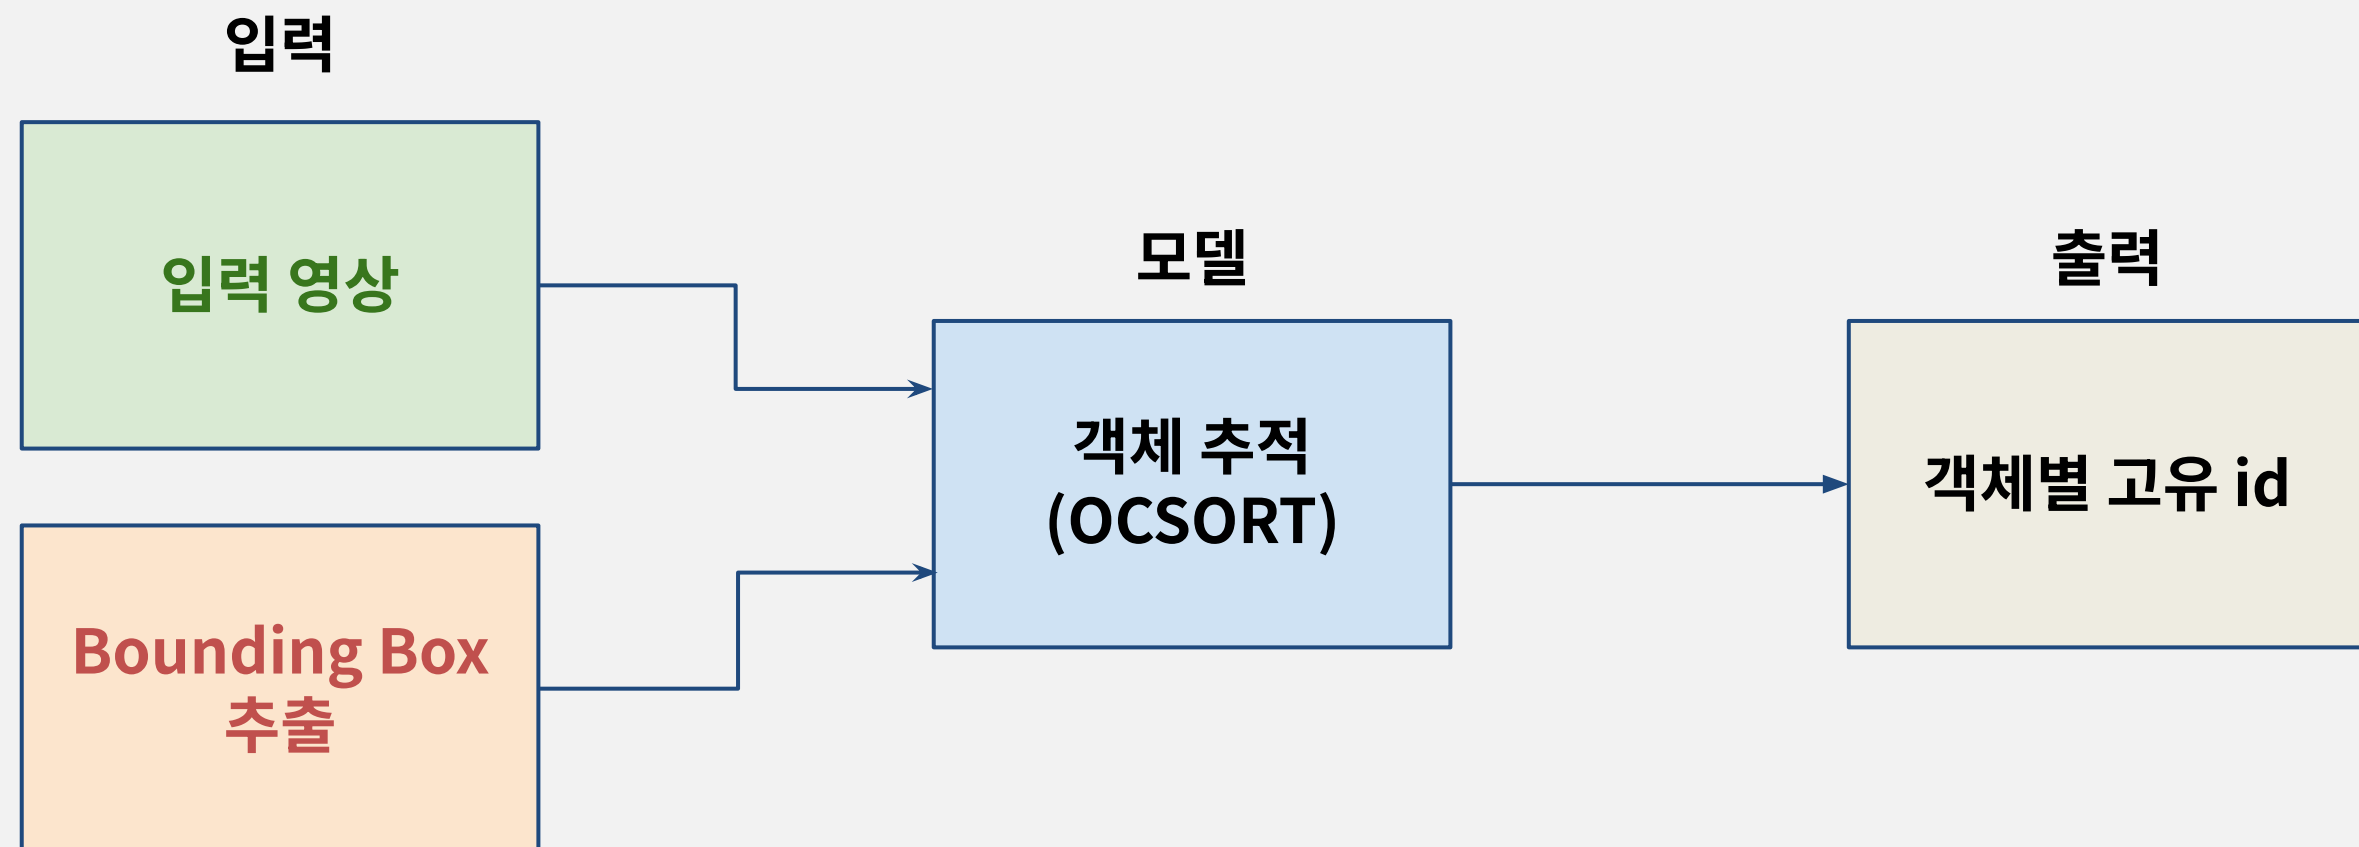 입력
입력 영상
Bounding Box
추출
모델
객체 추적
(OCSORT)
출력
객체별 고유 id